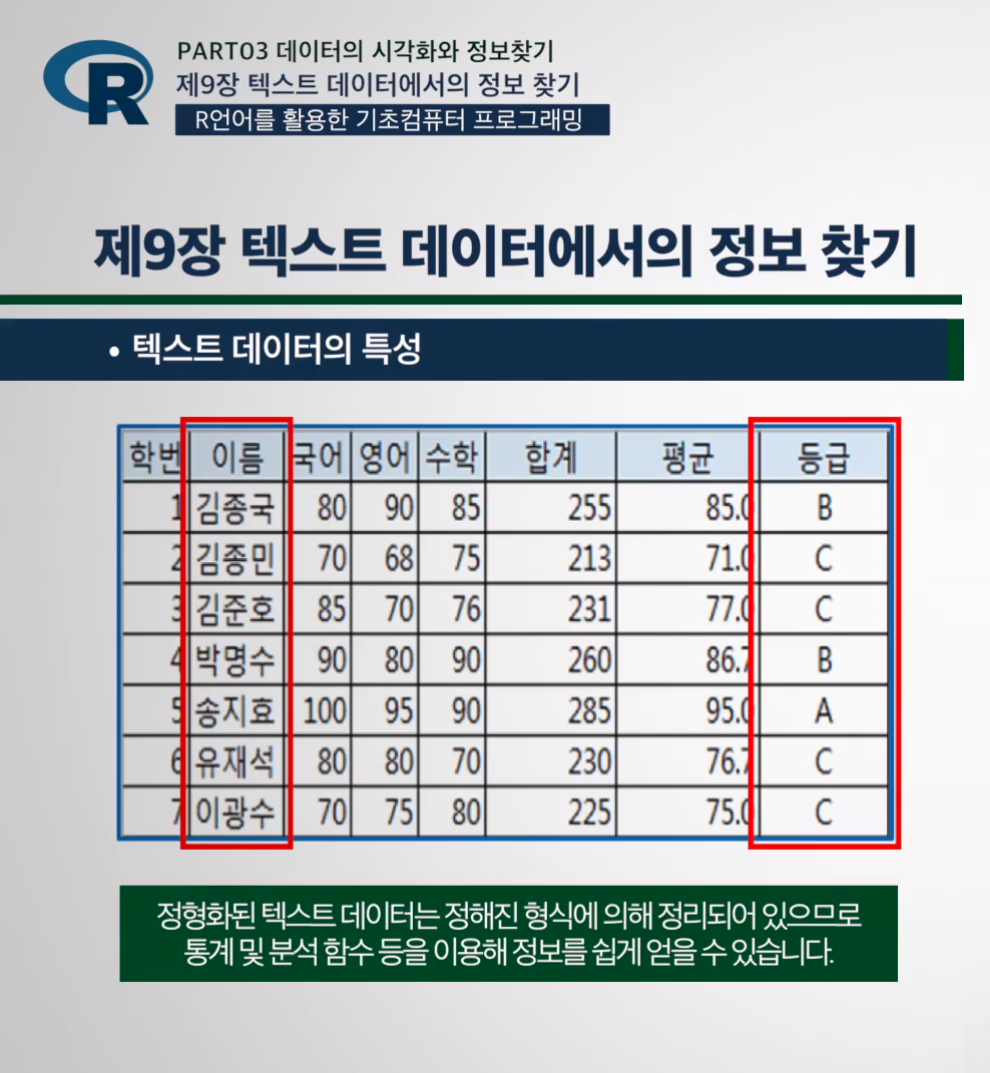 R
PART03 데이터의 시각화와 정보찾기
제9장 텍스트 데이터에서의 정보 찾기
R언어를 활용한 기초컴퓨터 프로그래밍
제9장 텍스트 데이터에서의 정보 찾기
• 텍스트 데이터의 특성
학번 이름 국어 영어 수학 합계 평균 등급
1 김종국 80 90 85 255 85.0 B
2 김종민 70 68 75 213 71.0 C
3 김준호 85 70 76 231 77.0 C
4 박명수 90 80 90 260 86.7 B
5 송지효 100 95 90 285 95.0 A
6 유재석 80 80 70 230 76.7 C
7 이광수 70 75 80 225 75.0 C
정형화된 텍스트 데이터는 정해진 형식에 의해 정리되어 있으므로
통계 및 분석 함수 등을 이용해 정보를 쉽게 얻을 수 있습니다.